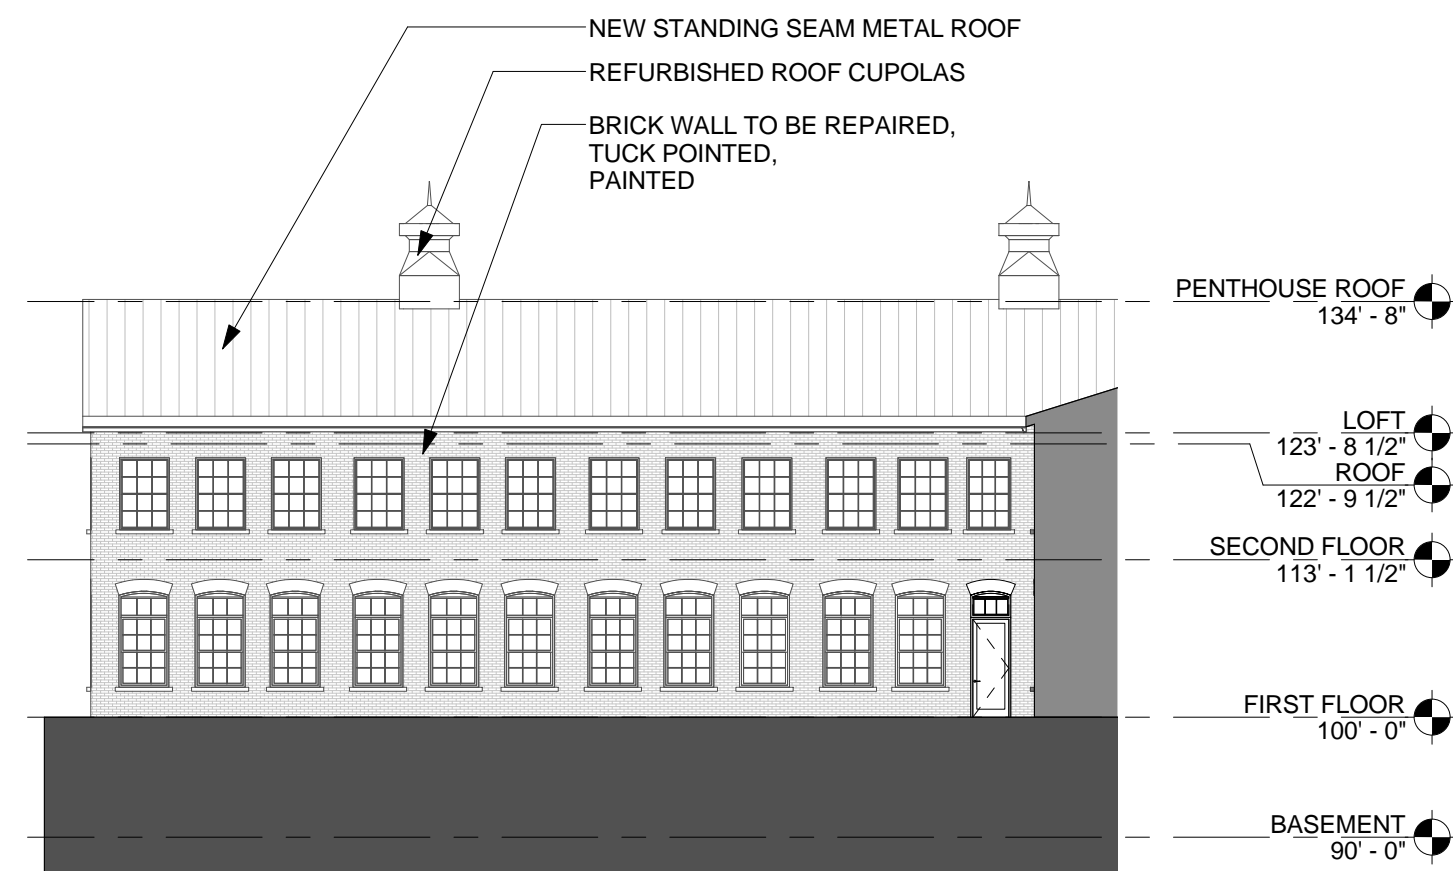 NEW STANDING SEAM METAL ROOF
REFURBISHED ROOF CUPOLAS
BRICK WALL TO BE REPAIRED,
TUCK POINTED,
PAINTED
PENTHOUSE ROOF
134' - 8"
LOFT
123' - 8 1/2"
ROOF
122' - 9 1/2"
SECOND FLOOR
113' - 1 1/2"
FIRST FLOOR
100' - 0"
BASEMENT
90' - 0"